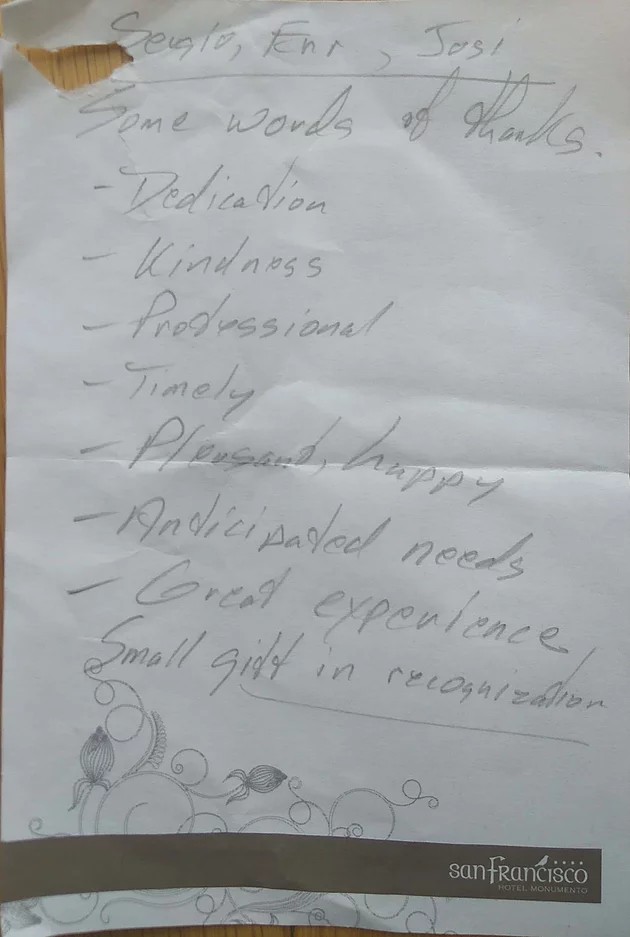 Sergio, Enr , Josi
Some words of thanks.
- Dedication
- Kindness
- Professional
- Timely
- Pleasant, happy
- Anticipated needs
- Great experience
Small gift in recognization
sanfrancisco
HOTEL MONUMENTO